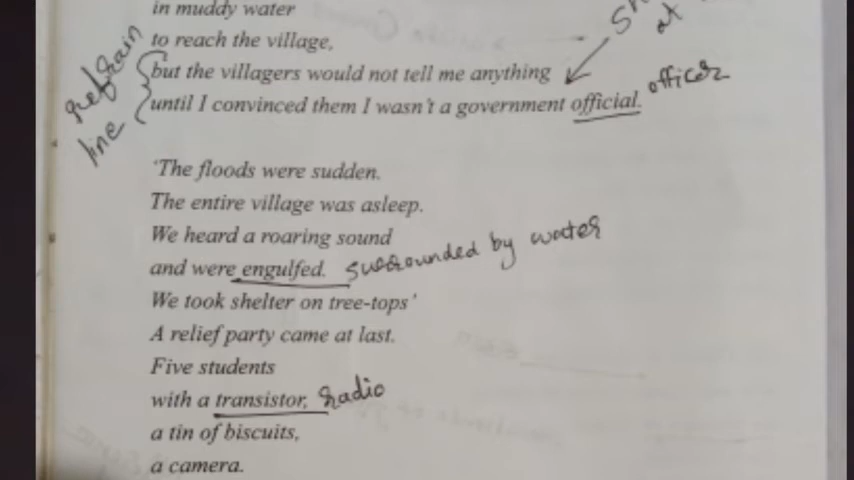 in muddy water
to reach the village,
but the villagers would not tell me anything
until I convinced them I wasn't a government official. officer
Refrain
line
at
'The floods were sudden.
The entire village was asleep.
We heard a roaring sound
and were engulfed. surrounded by water
We took shelter on tree-tops'
A relief party came at last.
Five students
with a transistor, radio
a tin of biscuits,
a camera.